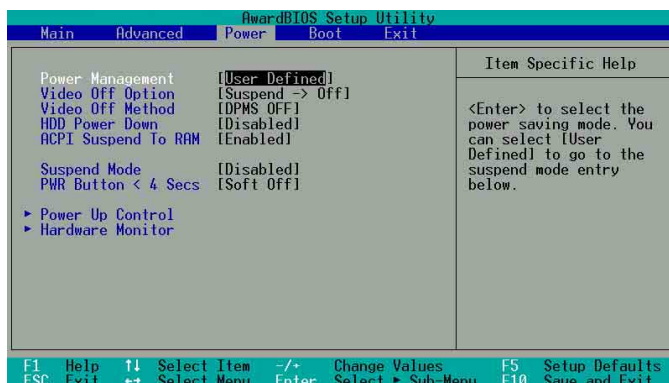 AwardBIOS Setup Utility
Main Advanced Power Boot Exit
Item Specific Help
Power Management [User Defined]
Video Off Option [Suspend -> Off]
Video Off Method [DPMS OFF]
HDD Power Down [Disabled]
ACPI Suspend To RAM [Enabled]
Suspend Mode [Disabled]
PWR Button < 4 Secs [Soft Off]
▸ Power Up Control
▸ Hardware Monitor
<Enter> to select the
power saving mode. You
can select [User
Defined] to go to the
suspend mode entry
below.
F1 Help ↑↓ Select Item -/+ Change Values F5 Setup Defaults
ESC Exit ↔ Select Menu Enter Select ▸ Sub-Menu F10 Save and Exits